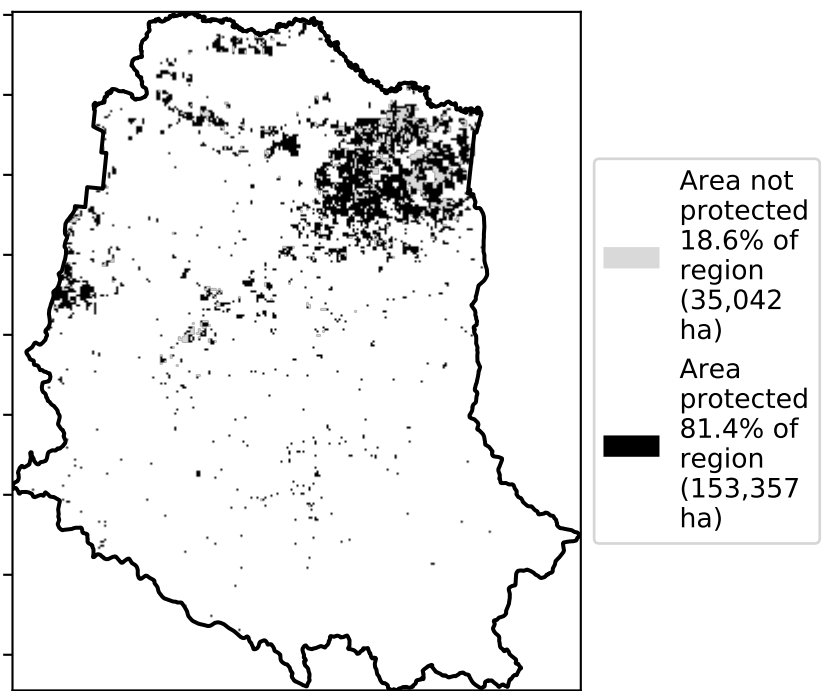 Area not
protected
18.6% of
region
(35,042
ha)
Area
protected
81.4% of
region
(153,357
ha)